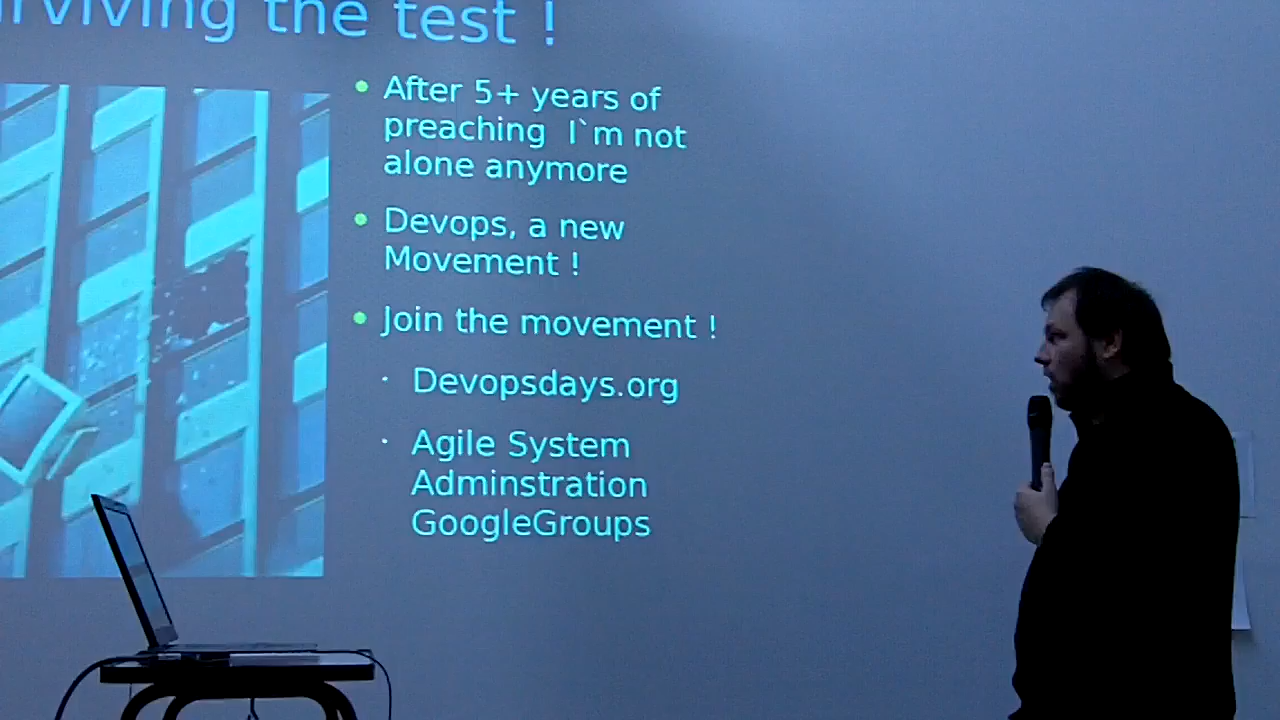 urviving the test !
After 5+ years of
preaching I`m not
alone anymore
Devops, a new
Movement !
Join the movement !
Devopsdays.org
Agile System
Adminstration
GoogleGroups